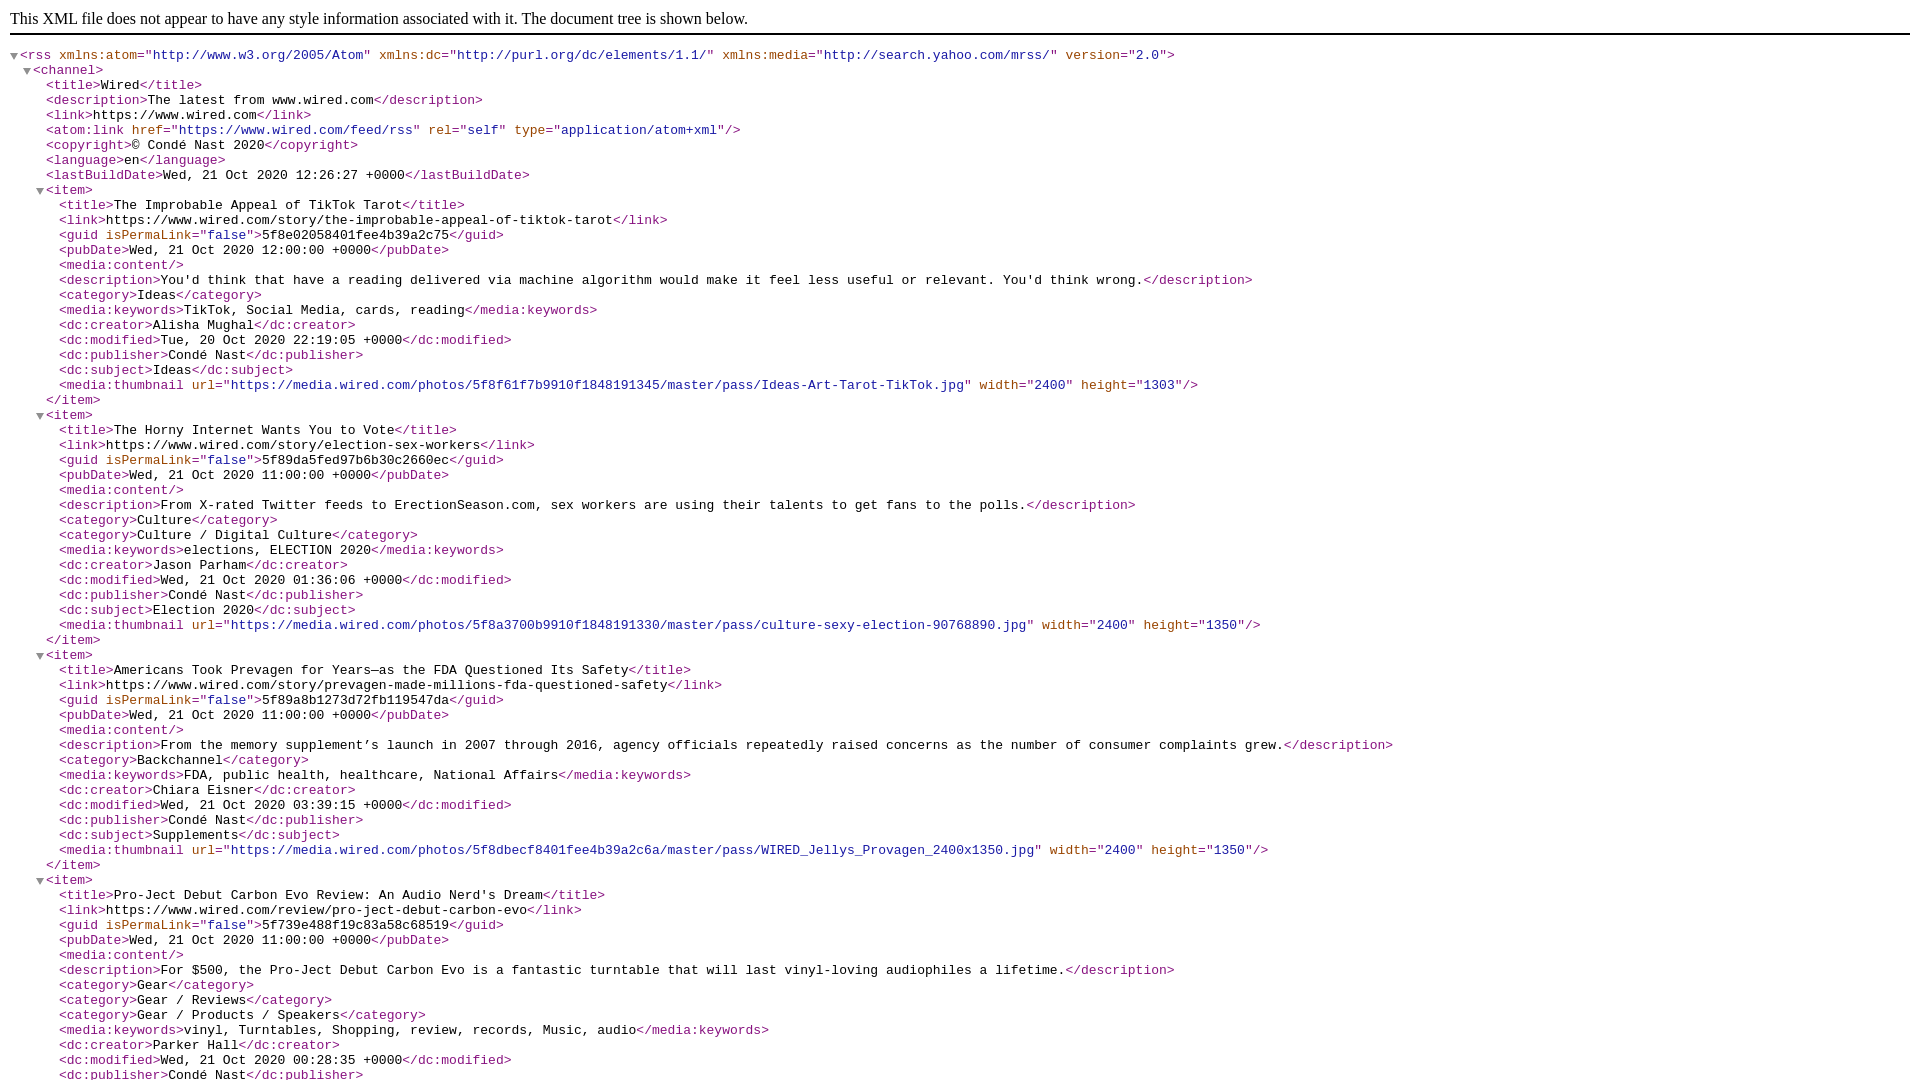 This XML file does not appear to have any style information associated with it. The document tree is shown below.
<rss xmlns:atom="http://www.w3.org/2005/Atom" xmlns:dc="http://purl.org/dc/elements/1.1/" xmlns:media="http://search.yahoo.com/mrss/" version="2.0">
<channel>
<title>Wired</title>
<description>The latest from www.wired.com</description>
<link>https://www.wired.com</link>
<atom:link href="https://www.wired.com/feed/rss" rel="self" type="application/atom+xml"/>
<copyright>© Condé Nast 2020</copyright>
<language>en</language>
<lastBuildDate>Wed, 21 Oct 2020 12:26:27 +0000</lastBuildDate>
<item>
<title>The Improbable Appeal of TikTok Tarot</title>
<link>https://www.wired.com/story/the-improbable-appeal-of-tiktok-tarot</link>
<guid isPermaLink="false">5f8e02058401fee4b39a2c75</guid>
<pubDate>Wed, 21 Oct 2020 12:00:00 +0000</pubDate>
<media:content/>
<description>You'd think that have a reading delivered via machine algorithm would make it feel less useful or relevant. You'd think wrong.</description>
<category>Ideas</category>
<media:keywords>TikTok, Social Media, cards, reading</media:keywords>
<dc:creator>Alisha Mughal</dc:creator>
<dc:modified>Tue, 20 Oct 2020 22:19:05 +0000</dc:modified>
<dc:publisher>Condé Nast</dc:publisher>
<dc:subject>Ideas</dc:subject>
<media:thumbnail url="https://media.wired.com/photos/5f8f61f7b9910f1848191345/master/pass/Ideas-Art-Tarot-TikTok.jpg" width="2400" height="1303"/>
</item>
<item>
<title>The Horny Internet Wants You to Vote</title>
<link>https://www.wired.com/story/election-sex-workers</link>
<guid isPermaLink="false">5f89da5fed97b6b30c2660ec</guid>
<pubDate>Wed, 21 Oct 2020 11:00:00 +0000</pubDate>
<media:content/>
<description>From X-rated Twitter feeds to ErectionSeason.com, sex workers are using their talents to get fans to the polls.</description>
<category>Culture</category>
<category>Culture / Digital Culture</category>
<media:keywords>elections, ELECTION 2020</media:keywords>
<dc:creator>Jason Parham</dc:creator>
<dc:modified>Wed, 21 Oct 2020 01:36:06 +0000</dc:modified>
<dc:publisher>Condé Nast</dc:publisher>
<dc:subject>Election 2020</dc:subject>
<media:thumbnail url="https://media.wired.com/photos/5f8a3700b9910f1848191330/master/pass/culture-sexy-election-90768890.jpg" width="2400" height="1350"/>
</item>
<item>
<title>Americans Took Prevagen for Years—as the FDA Questioned Its Safety</title>
<link>https://www.wired.com/story/prevagen-made-millions-fda-questioned-safety</link>
<guid isPermaLink="false">5f89a8b1273d72fb119547da</guid>
<pubDate>Wed, 21 Oct 2020 11:00:00 +0000</pubDate>
<media:content/>
<description>From the memory supplement’s launch in 2007 through 2016, agency officials repeatedly raised concerns as the number of consumer complaints grew.</description>
<category>Backchannel</category>
<media:keywords>FDA, public health, healthcare, National Affairs</media:keywords>
<dc:creator>Chiara Eisner</dc:creator>
<dc:modified>Wed, 21 Oct 2020 03:39:15 +0000</dc:modified>
<dc:publisher>Condé Nast</dc:publisher>
<dc:subject>Supplements</dc:subject>
<media:thumbnail url="https://media.wired.com/photos/5f8dbecf8401fee4b39a2c6a/master/pass/WIRED_Jellys_Provagen_2400x1350.jpg" width="2400" height="1350"/>
</item>
<item>
<title>Pro-Ject Debut Carbon Evo Review: An Audio Nerd's Dream</title>
<link>https://www.wired.com/review/pro-ject-debut-carbon-evo</link>
<guid isPermaLink="false">5f739e488f19c83a58c68519</guid>
<pubDate>Wed, 21 Oct 2020 11:00:00 +0000</pubDate>
<media:content/>
<description>For $500, the Pro-Ject Debut Carbon Evo is a fantastic turntable that will last vinyl-loving audiophiles a lifetime.</description>
<category>Gear</category>
<category>Gear / Reviews</category>
<category>Gear / Products / Speakers</category>
<media:keywords>vinyl, Turntables, Shopping, review, records, Music, audio</media:keywords>
<dc:creator>Parker Hall</dc:creator>
<dc:modified>Wed, 21 Oct 2020 00:28:35 +0000</dc:modified>
<dc:publisher>Condé Nast</dc:publisher>